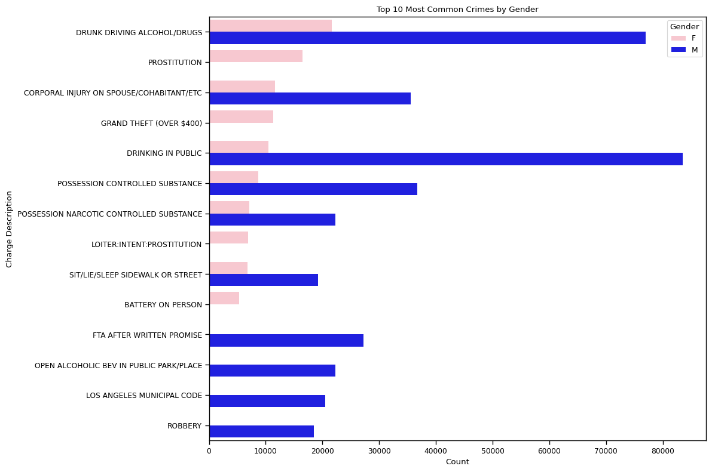 Top 10 Most Common Crimes by Gender
Gender
F
M
Charge Description
DRUNK DRIVING ALCOHOL/DRUGS
PROSTITUTION
CORPORAL INJURY ON SPOUSE/COHABITANT/ETC
GRAND THEFT (OVER $400)
DRINKING IN PUBLIC
POSSESSION CONTROLLED SUBSTANCE
POSSESSION NARCOTIC CONTROLLED SUBSTANCE
LOITER:INTENT:PROSTITUTION
SIT/LIE/SLEEP SIDEWALK OR STREET
BATTERY ON PERSON
FTA AFTER WRITTEN PROMISE
OPEN ALCOHOLIC BEV IN PUBLIC PARK/PLACE
LOS ANGELES MUNICIPAL CODE
ROBBERY
0 10000 20000 30000 40000 50000 60000 70000 80000
Count